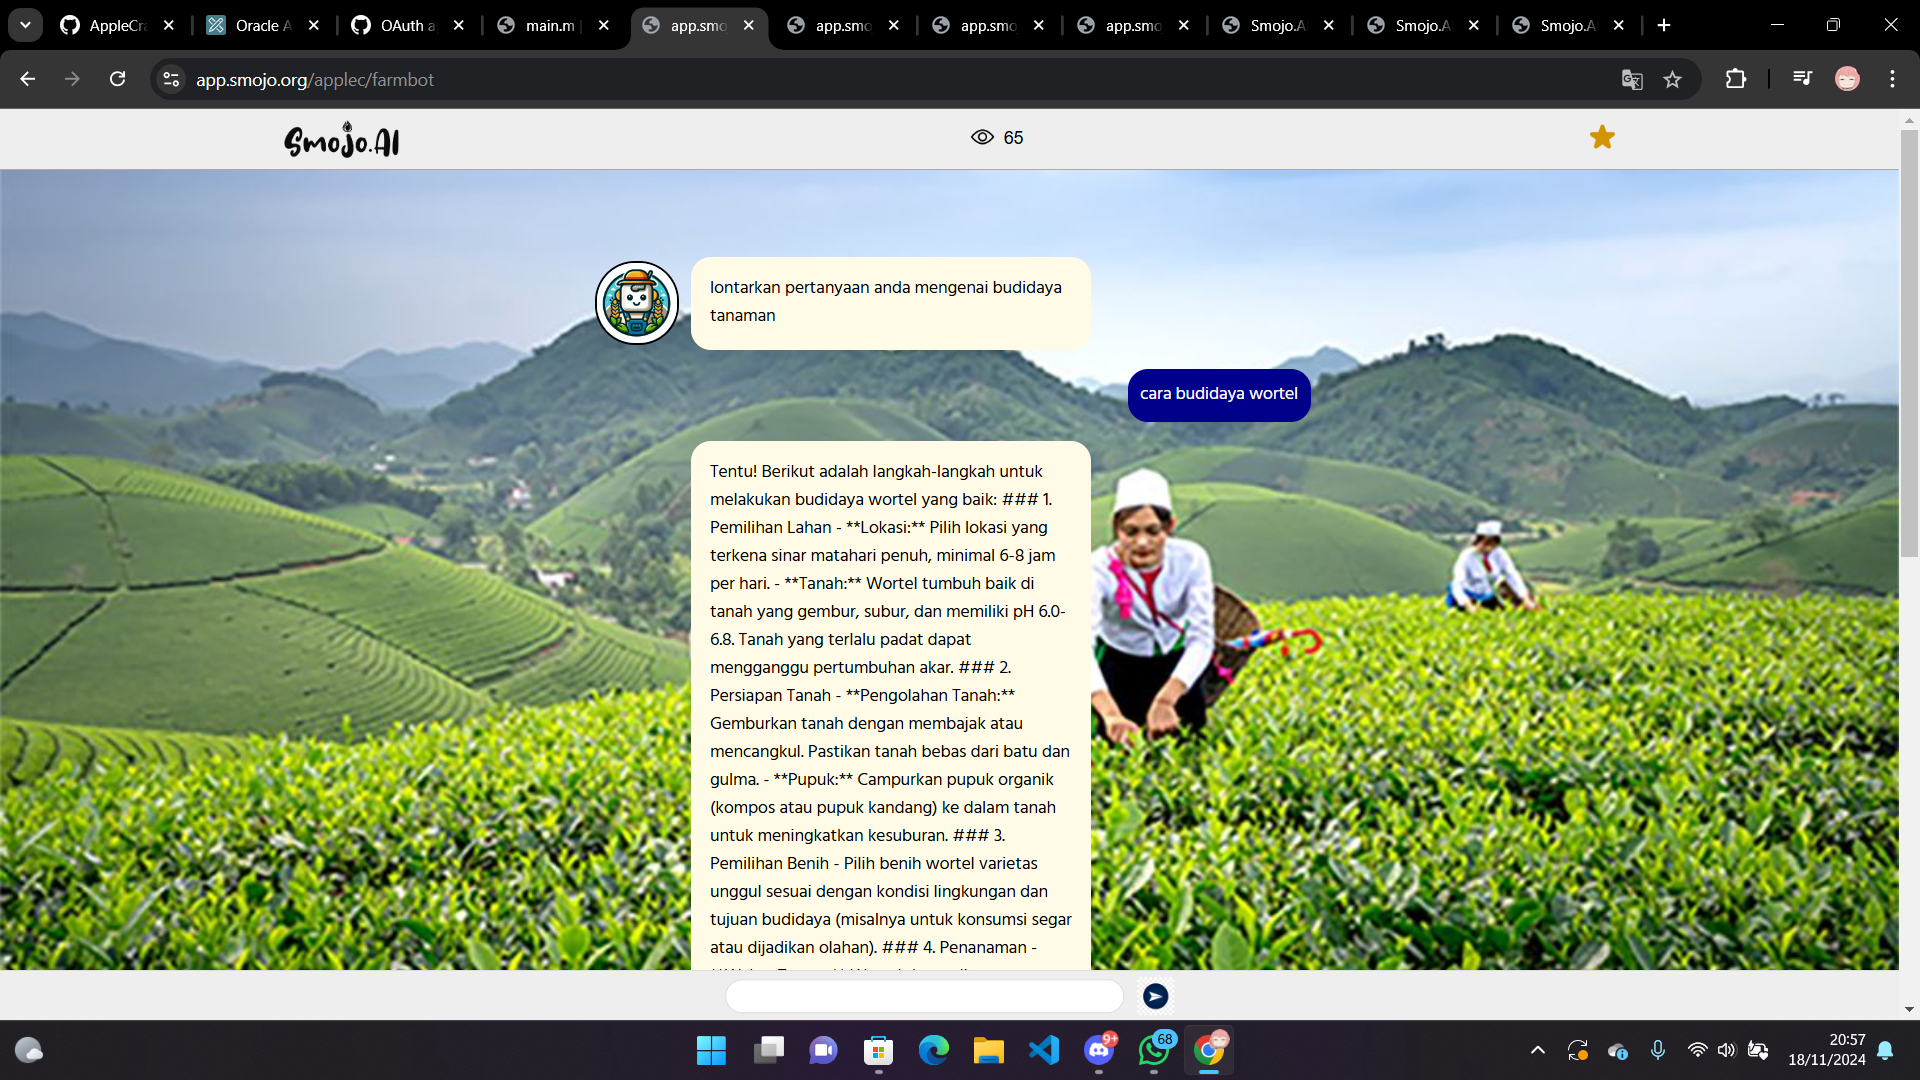 AppleCra
Oracle A
OAuth a
main.m
app.smo
app.smo
app.smo
app.smo
Smojo.A
Smojo.A
Smojo.A
app.smojo.org/applec/farmbot
Smojo.AI
65
lontarkan pertanyaan anda mengenai budidaya
tanaman
cara budidaya wortel
Tentu! Berikut adalah langkah-langkah untuk
melakukan budidaya wortel yang baik: ### 1.
Pemilihan Lahan - **Lokasi:** Pilih lokasi yang
terkena sinar matahari penuh, minimal 6-8 jam
per hari. - **Tanah:** Wortel tumbuh baik di
tanah yang gembur, subur, dan memiliki pH 6.0-
6.8. Tanah yang terlalu padat dapat
mengganggu pertumbuhan akar. ### 2.
Persiapan Tanah - **Pengolahan Tanah:**
Gemburkan tanah dengan membajak atau
mencangkul. Pastikan tanah bebas dari batu dan
gulma. - **Pupuk:** Campurkan pupuk organik
(kompos atau pupuk kandang) ke dalam tanah
untuk meningkatkan kesuburan. ### 3.
Pemilihan Benih - Pilih benih wortel varietas
unggul sesuai dengan kondisi lingkungan dan
tujuan budidaya (misalnya untuk konsumsi segar
atau dijadikan olahan). ### 4. Penanaman -
9+
68
20:57
18/11/2024